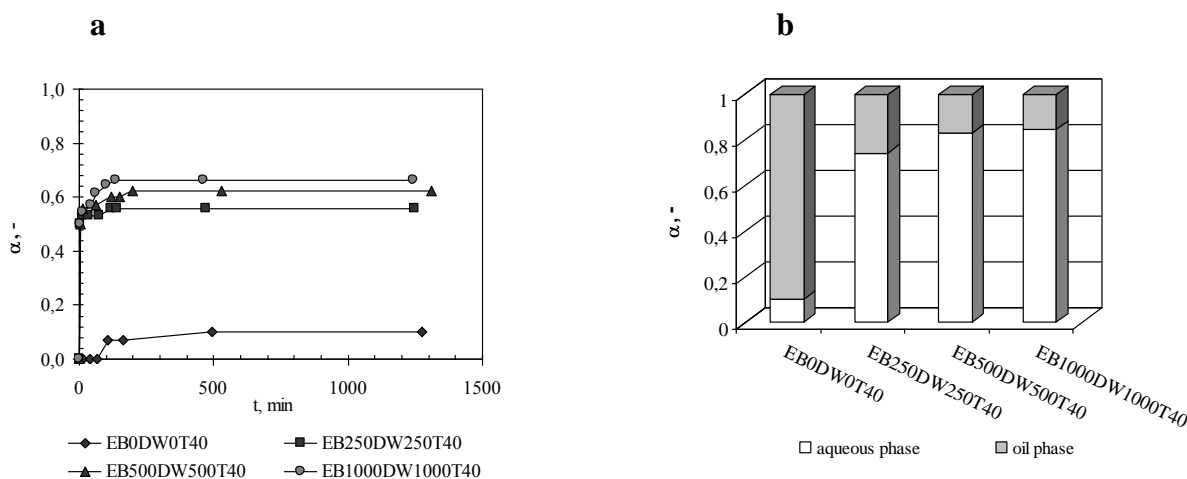 a
1,0
0,8
0,6
0,4
0,2
0,0
α, -
0 500 1000 1500
t, min
EB0DW0T40 EB250DW250T40
EB500DW500T40 EB1000DW1000T40
b
1
0,8
0,6
0,4
0,2
0
α, -
EB0DW0T40
EB250DW250T40
EB500DW500T40
EB1000DW1000T40
aqueous phase oil phase